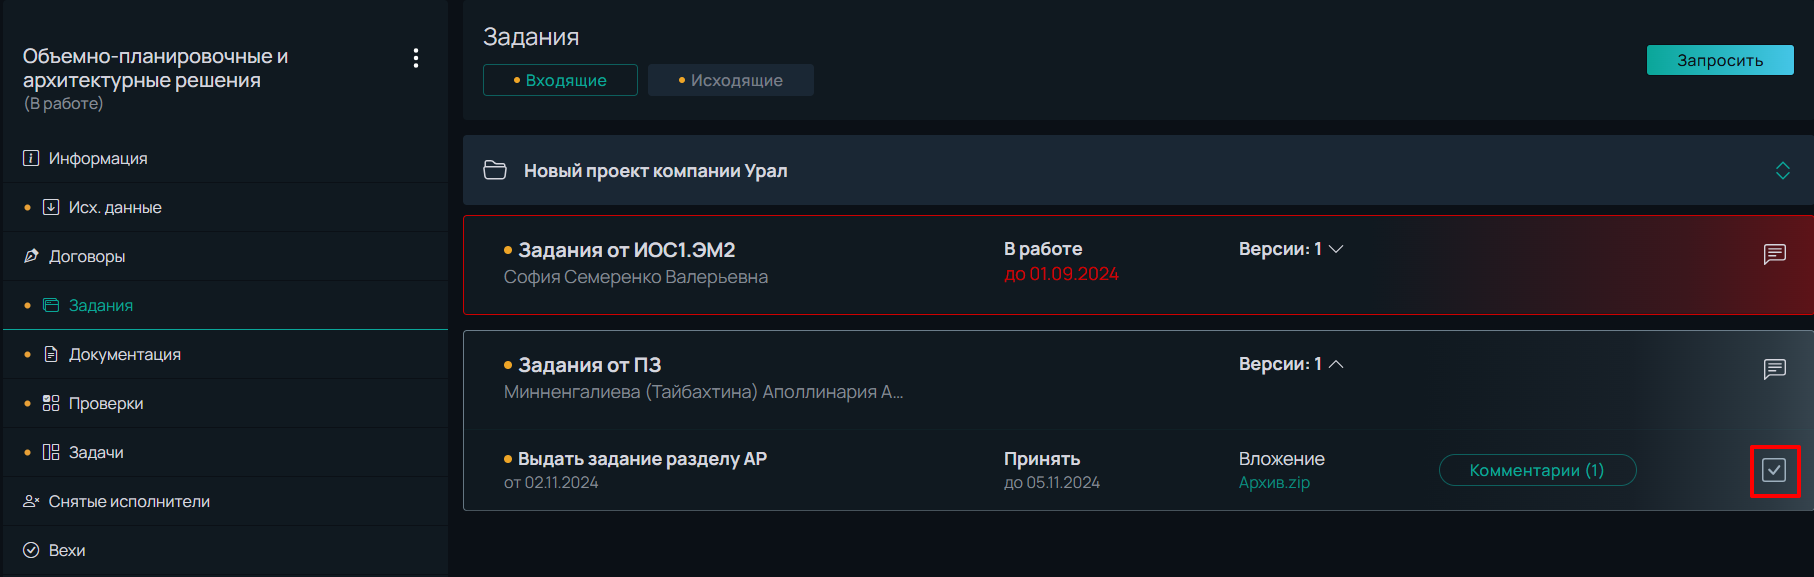 Объемно-планировочные и
архитектурные решения
(В работе)
Информация
Исх. данные
Договоры
Задания
Документация
Проверки
Задачи
Снятые исполнители
Вехи
Задания
Входящие
Исходящие
Запросить
Новый проект компании Урал
Задания от ИОС1.ЭМ2
София Семеренко Валерьевна
В работе
до 01.09.2024
Версии: 1
Задания от ПЗ
Минненгалиева (Тайбахтина) Аполлинария А...
Версии: 1
Выдать задание разделу АР
от 02.11.2024
Принять
до 05.11.2024
Вложение
Архив.zip
Комментарии (1)